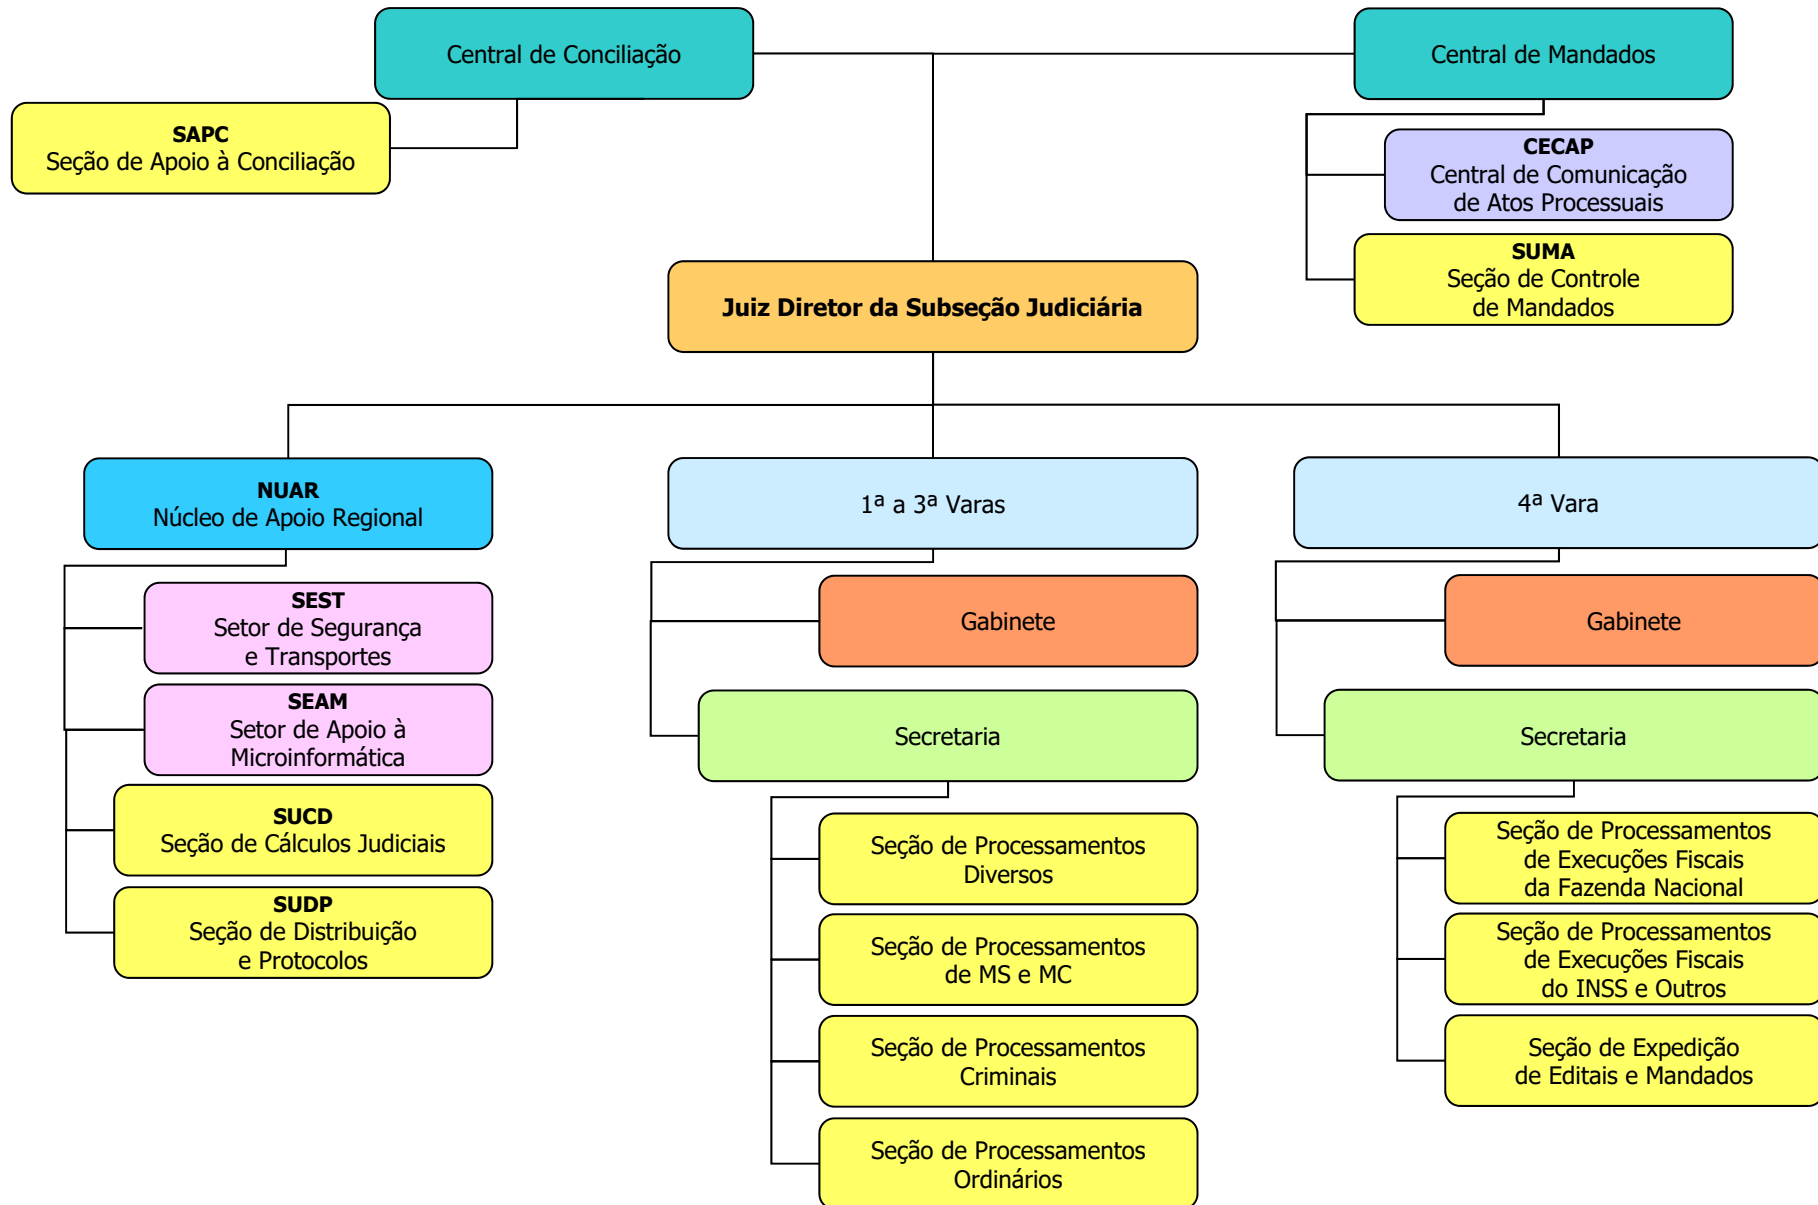 Central de Conciliação
Central de Mandados
SAPC
Seção de Apoio à Conciliação
CECAP
Central de Comunicação
de Atos Processuais
SUMA
Seção de Controle
de Mandados
Juiz Diretor da Subseção Judiciária
NUAR
Núcleo de Apoio Regional
SEST
Setor de Segurança
e Transportes
SEAM
Setor de Apoio à
Microinformática
SUCD
Seção de Cálculos Judiciais
SUDP
Seção de Distribuição
e Protocolos
1ª a 3ª Varas
Gabinete
Secretaria
Seção de Processamentos
Diversos
Seção de Processamentos
de MS e MC
Seção de Processamentos
Criminais
Seção de Processamentos
Ordinários
4ª Vara
Gabinete
Secretaria
Seção de Processamentos
de Execuções Fiscais
da Fazenda Nacional
Seção de Processamentos
de Execuções Fiscais
do INSS e Outros
Seção de Expedição
de Editais e Mandados